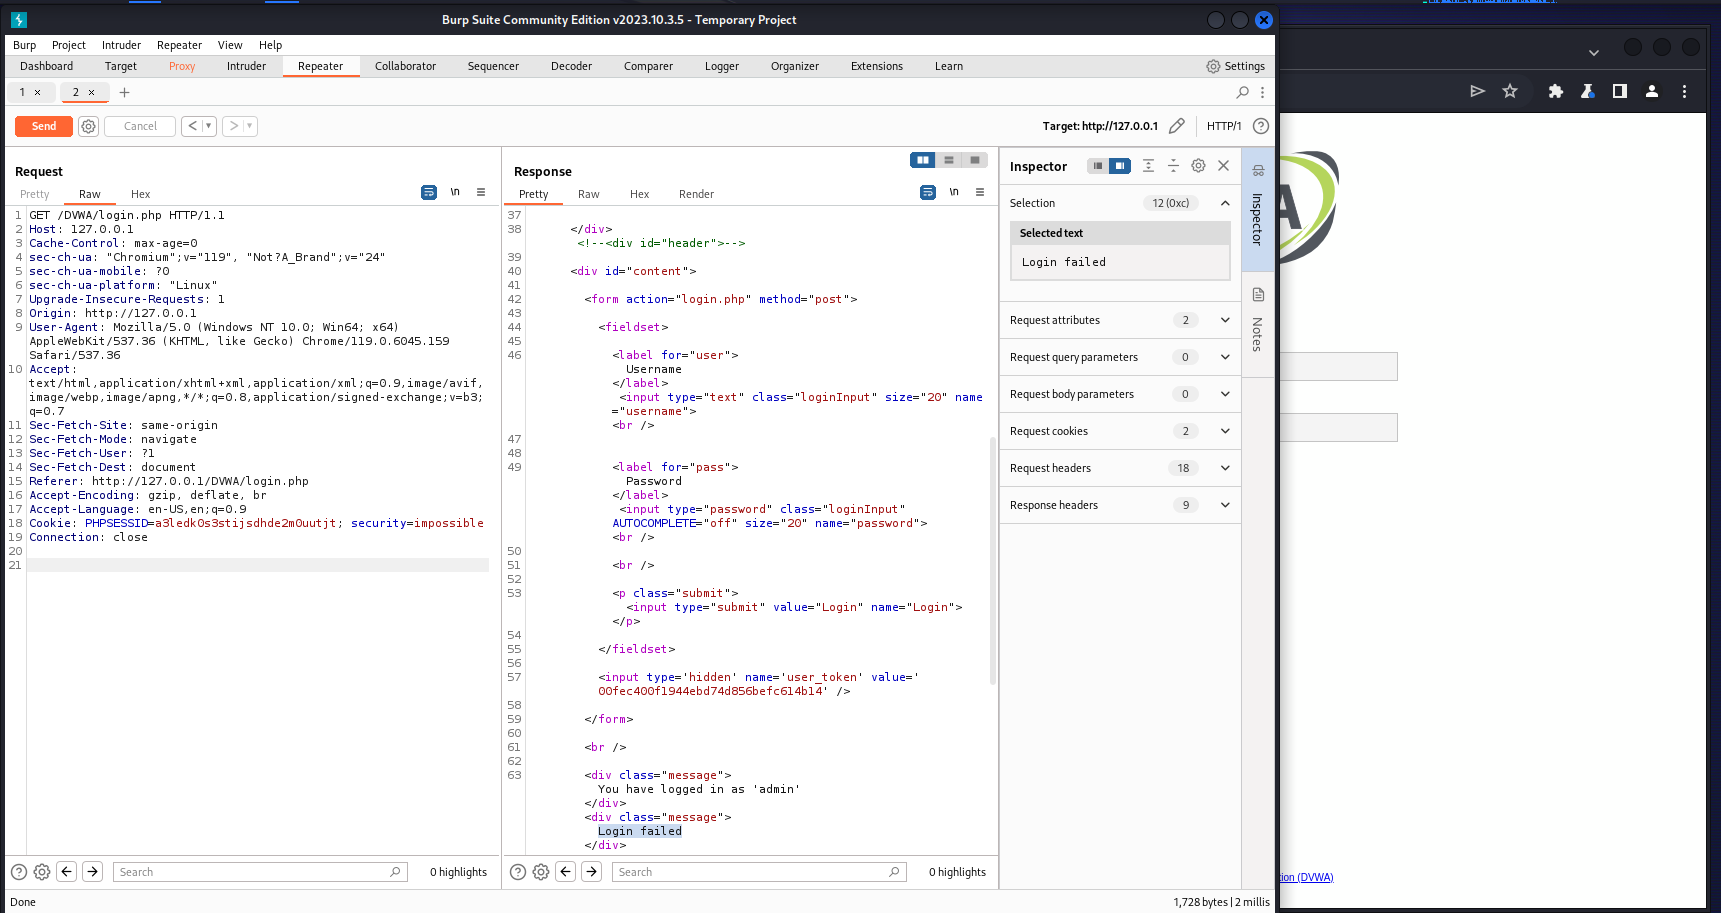 Burp Suite Community Edition v2023.10.3.5 - Temporary Project
Burp Project Intruder Repeater View Help
Dashboard Target Proxy Intruder Repeater Collaborator Sequencer Decoder Comparer Logger Organizer Extensions Learn Settings
1 × 2 × +
Send Cancel < > Target: http://127.0.0.1 HTTP/1 ?
Request
Pretty Raw Hex \n
1 GET /DVWA/login.php HTTP/1.1
2 Host: 127.0.0.1
3 Cache-Control: max-age=0
4 sec-ch-ua: "Chromium";v="119", "Not?A_Brand";v="24"
5 sec-ch-ua-mobile: ?0
6 sec-ch-ua-platform: "Linux"
7 Upgrade-Insecure-Requests: 1
8 Origin: http://127.0.0.1
9 User-Agent: Mozilla/5.0 (Windows NT 10.0; Win64; x64)
AppleWebKit/537.36 (KHTML, like Gecko) Chrome/119.0.6045.159
Safari/537.36
10 Accept:
text/html,application/xhtml+xml,application/xml;q=0.9,image/avif,
image/webp,image/apng,*/*;q=0.8,application/signed-exchange;v=b3;
q=0.7
11 Sec-Fetch-Site: same-origin
12 Sec-Fetch-Mode: navigate
13 Sec-Fetch-User: ?1
14 Sec-Fetch-Dest: document
15 Referer: http://127.0.0.1/DVWA/login.php
16 Accept-Encoding: gzip, deflate, br
17 Accept-Language: en-US,en;q=0.9
18 Cookie: PHPSESSID=a3ledk0s3stijsdhde2m0uutjt; security=impossible
19 Connection: close
20
21
? Search 0 highlights
Response
Pretty Raw Hex Render \n
37
38 </div>
<!--<div id="header">-->
39
40 <div id="content">
41
42 <form action="login.php" method="post">
43
44 <fieldset>
45
46 <label for="user">
Username
</label>
<input type="text" class="loginInput" size="20" name
="username">
<br />
47
48
49 <label for="pass">
Password
</label>
<input type="password" class="loginInput"
AUTOCOMPLETE="off" size="20" name="password">
<br />
50
51 <br />
52
53 <p class="submit">
<input type="submit" value="Login" name="Login">
</p>
54
55 </fieldset>
56
57 <input type='hidden' name='user_token' value='
00fec400f1944ebd74d856befc614b14' />
58
59 </form>
60
61 <br />
62
63 <div class="message">
You have logged in as 'admin'
</div>
<div class="message">
Login failed
</div>
? Search 0 highlights
Inspector
Selection 12 (0xc)
Selected text
Login failed
Request attributes 2
Request query parameters 0
Request body parameters 0
Request cookies 2
Request headers 18
Response headers 9
Inspector
Notes
A
tion (DVWA)
Done
1,728 bytes | 2 millis